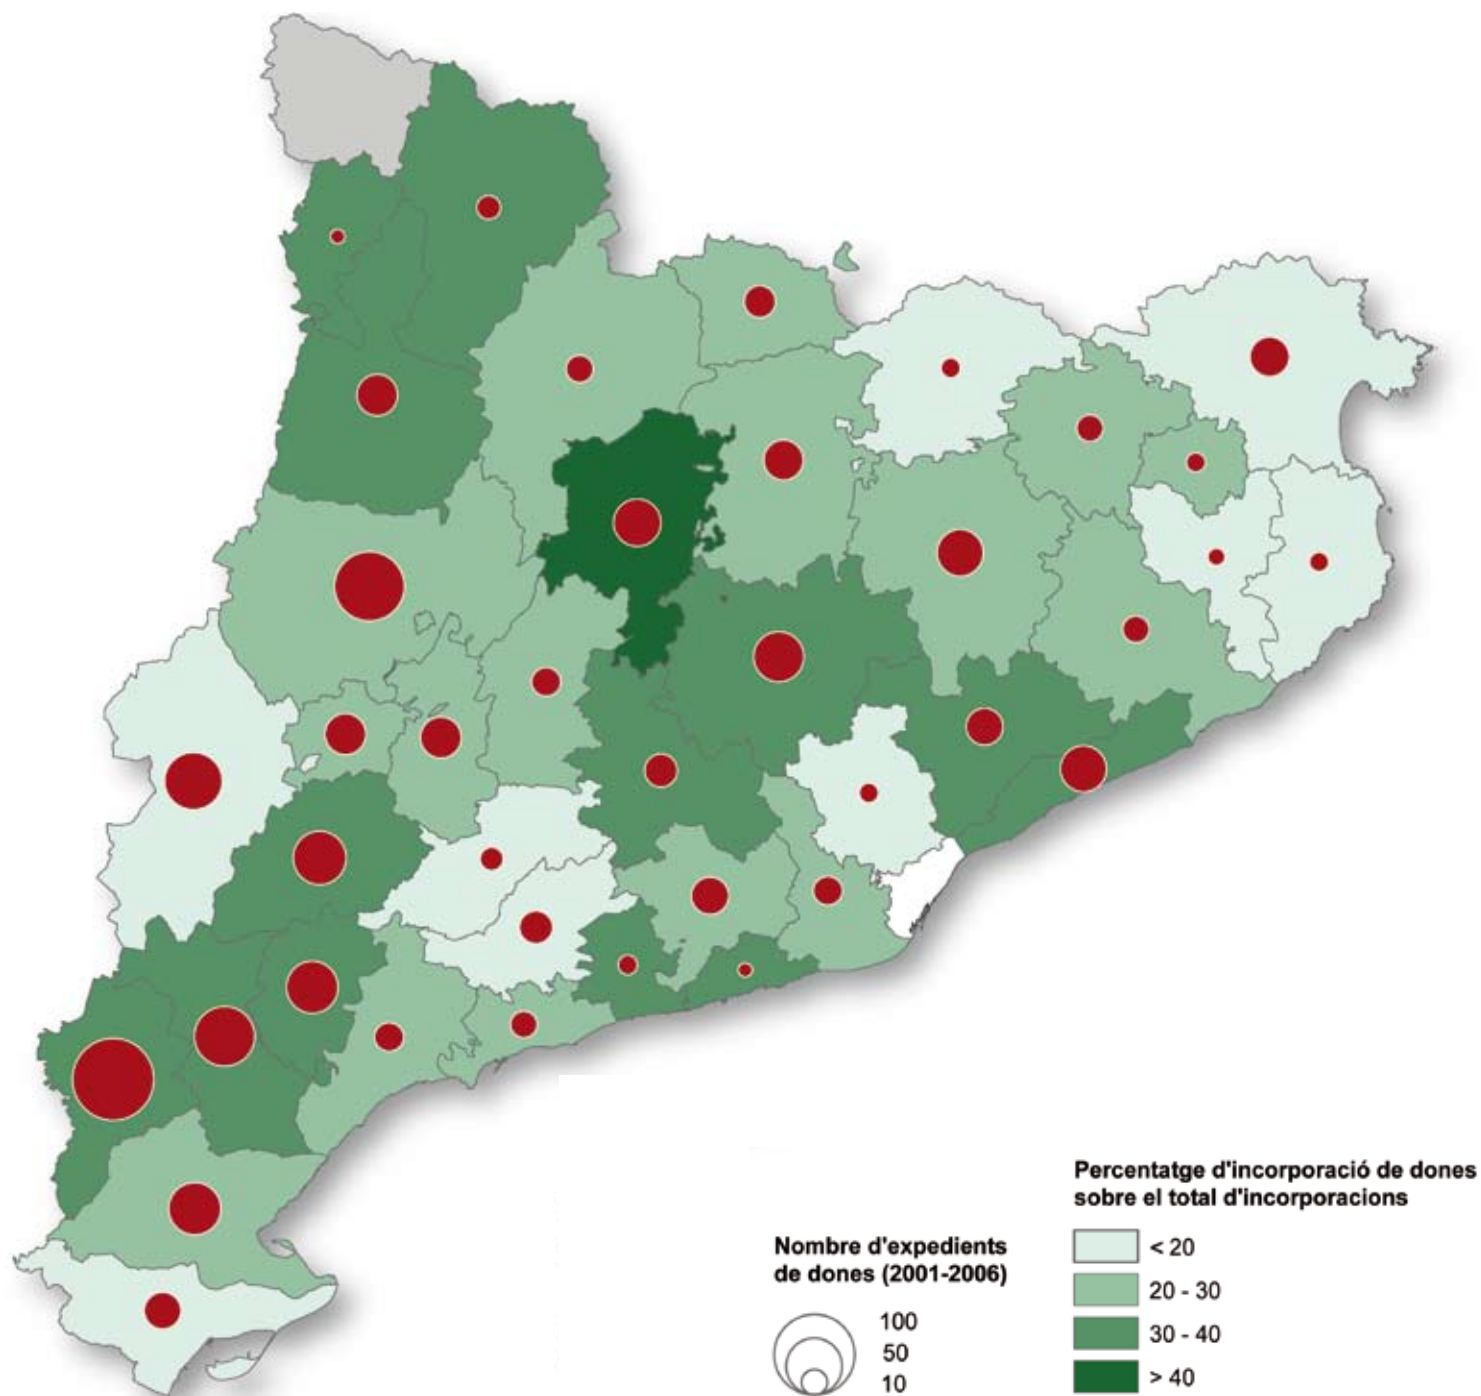 Nombre d'expedients
de dones (2001-2006)
100
50
10
Percentatge d'incorporació de dones
sobre el total d'incorporacions
< 20
20 - 30
30 - 40
> 40